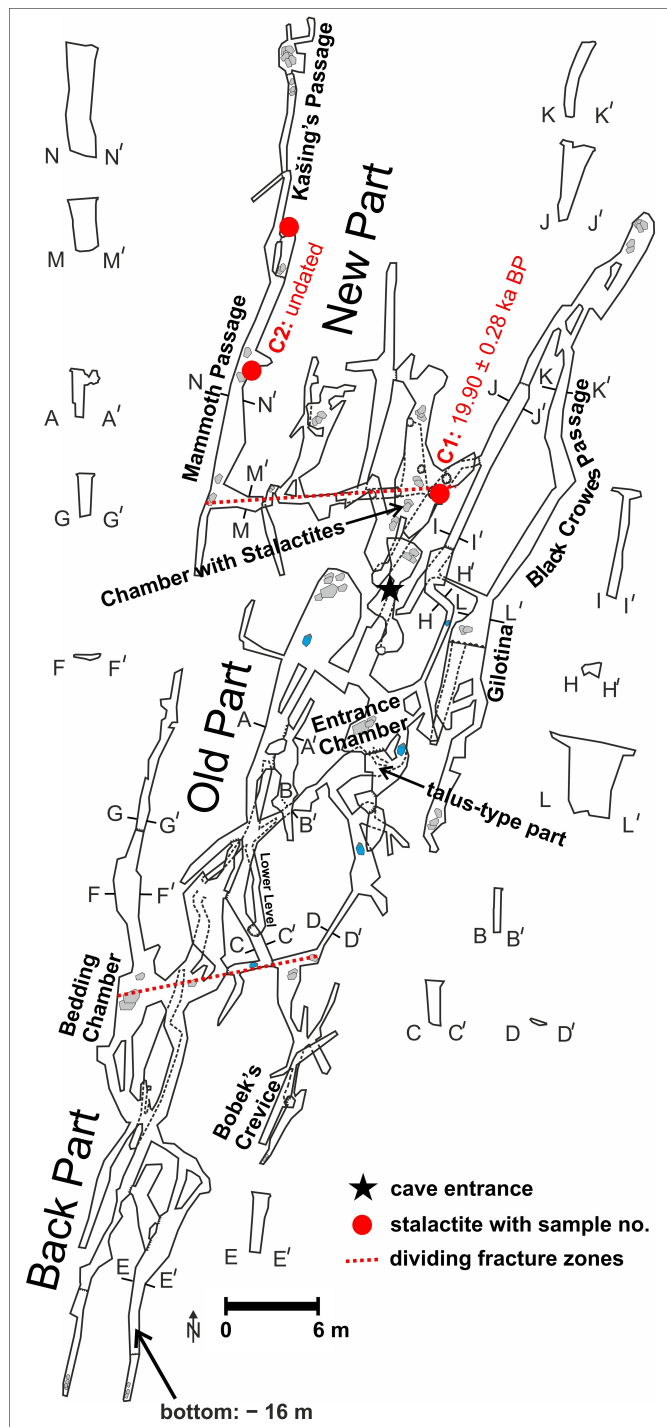 Kašing's Passage
New Part
C2: undated
Mammoth Passage
C1: 19.90 ± 0.28 ka BP
K K′
N N′
J J′
M M′
N N′
J J′
K K′
A A′
M′
M
G G′
Chamber with Stalactites
Black Crowes Passage
I I′
I I′
H′
H
L L′
F F′
H H′
Gilotina
Old Part
Entrance
Chamber
A A′
talus-type part
L L′
B B′
G G′
Lower Level
F F′
B B′
C C′
D D′
Bedding
Chamber
C C′
D D′
Bobek's
Crevice
Back Part
cave entrance
stalactite with sample no.
dividing fracture zones
E E′
E E′
N
0 6 m
bottom: − 16 m